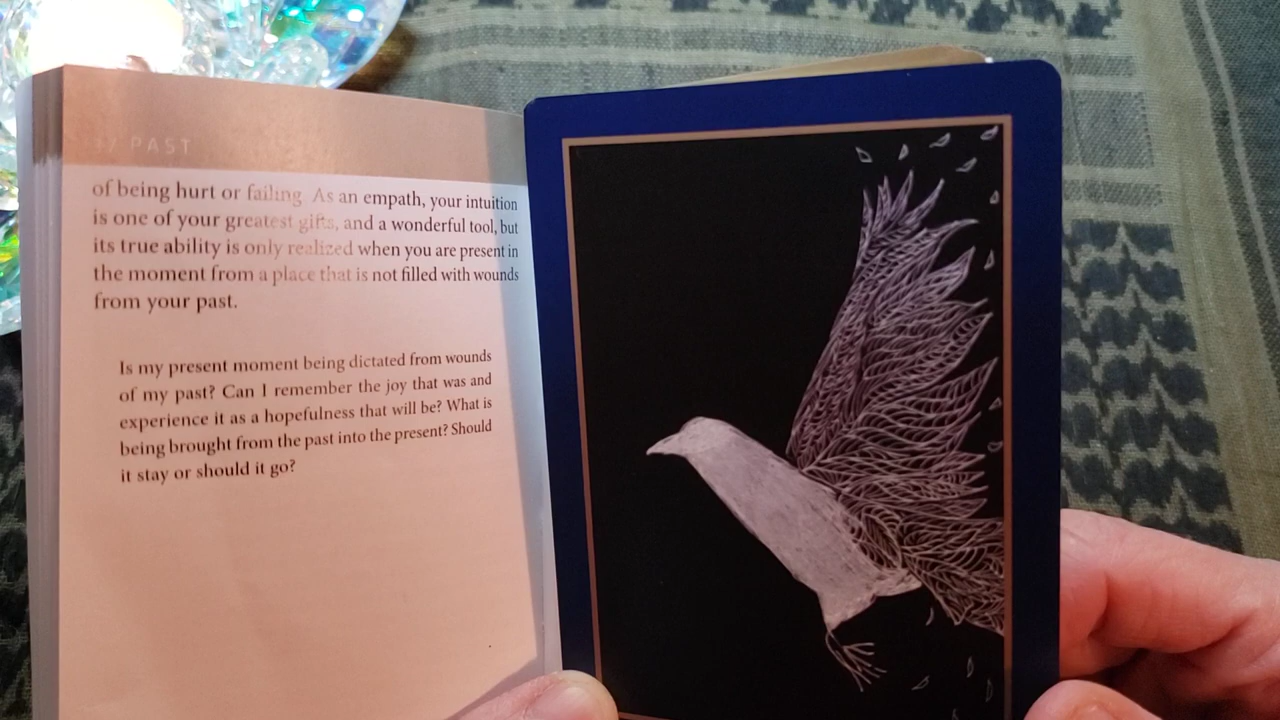 37 PAST
of being hurt or failing As an empath, your intuition
is one of your greatest gifts, and a wonderful tool, but
its true ability is only realized when you are present in
the moment from a place that is not filled with wounds
from your past.
Is my present moment being dictated from wounds
of my past? Can I remember the joy that was and
experience it as a hopefulness that will be? What is
being brought from the past into the present? Should
it stay or should it go?